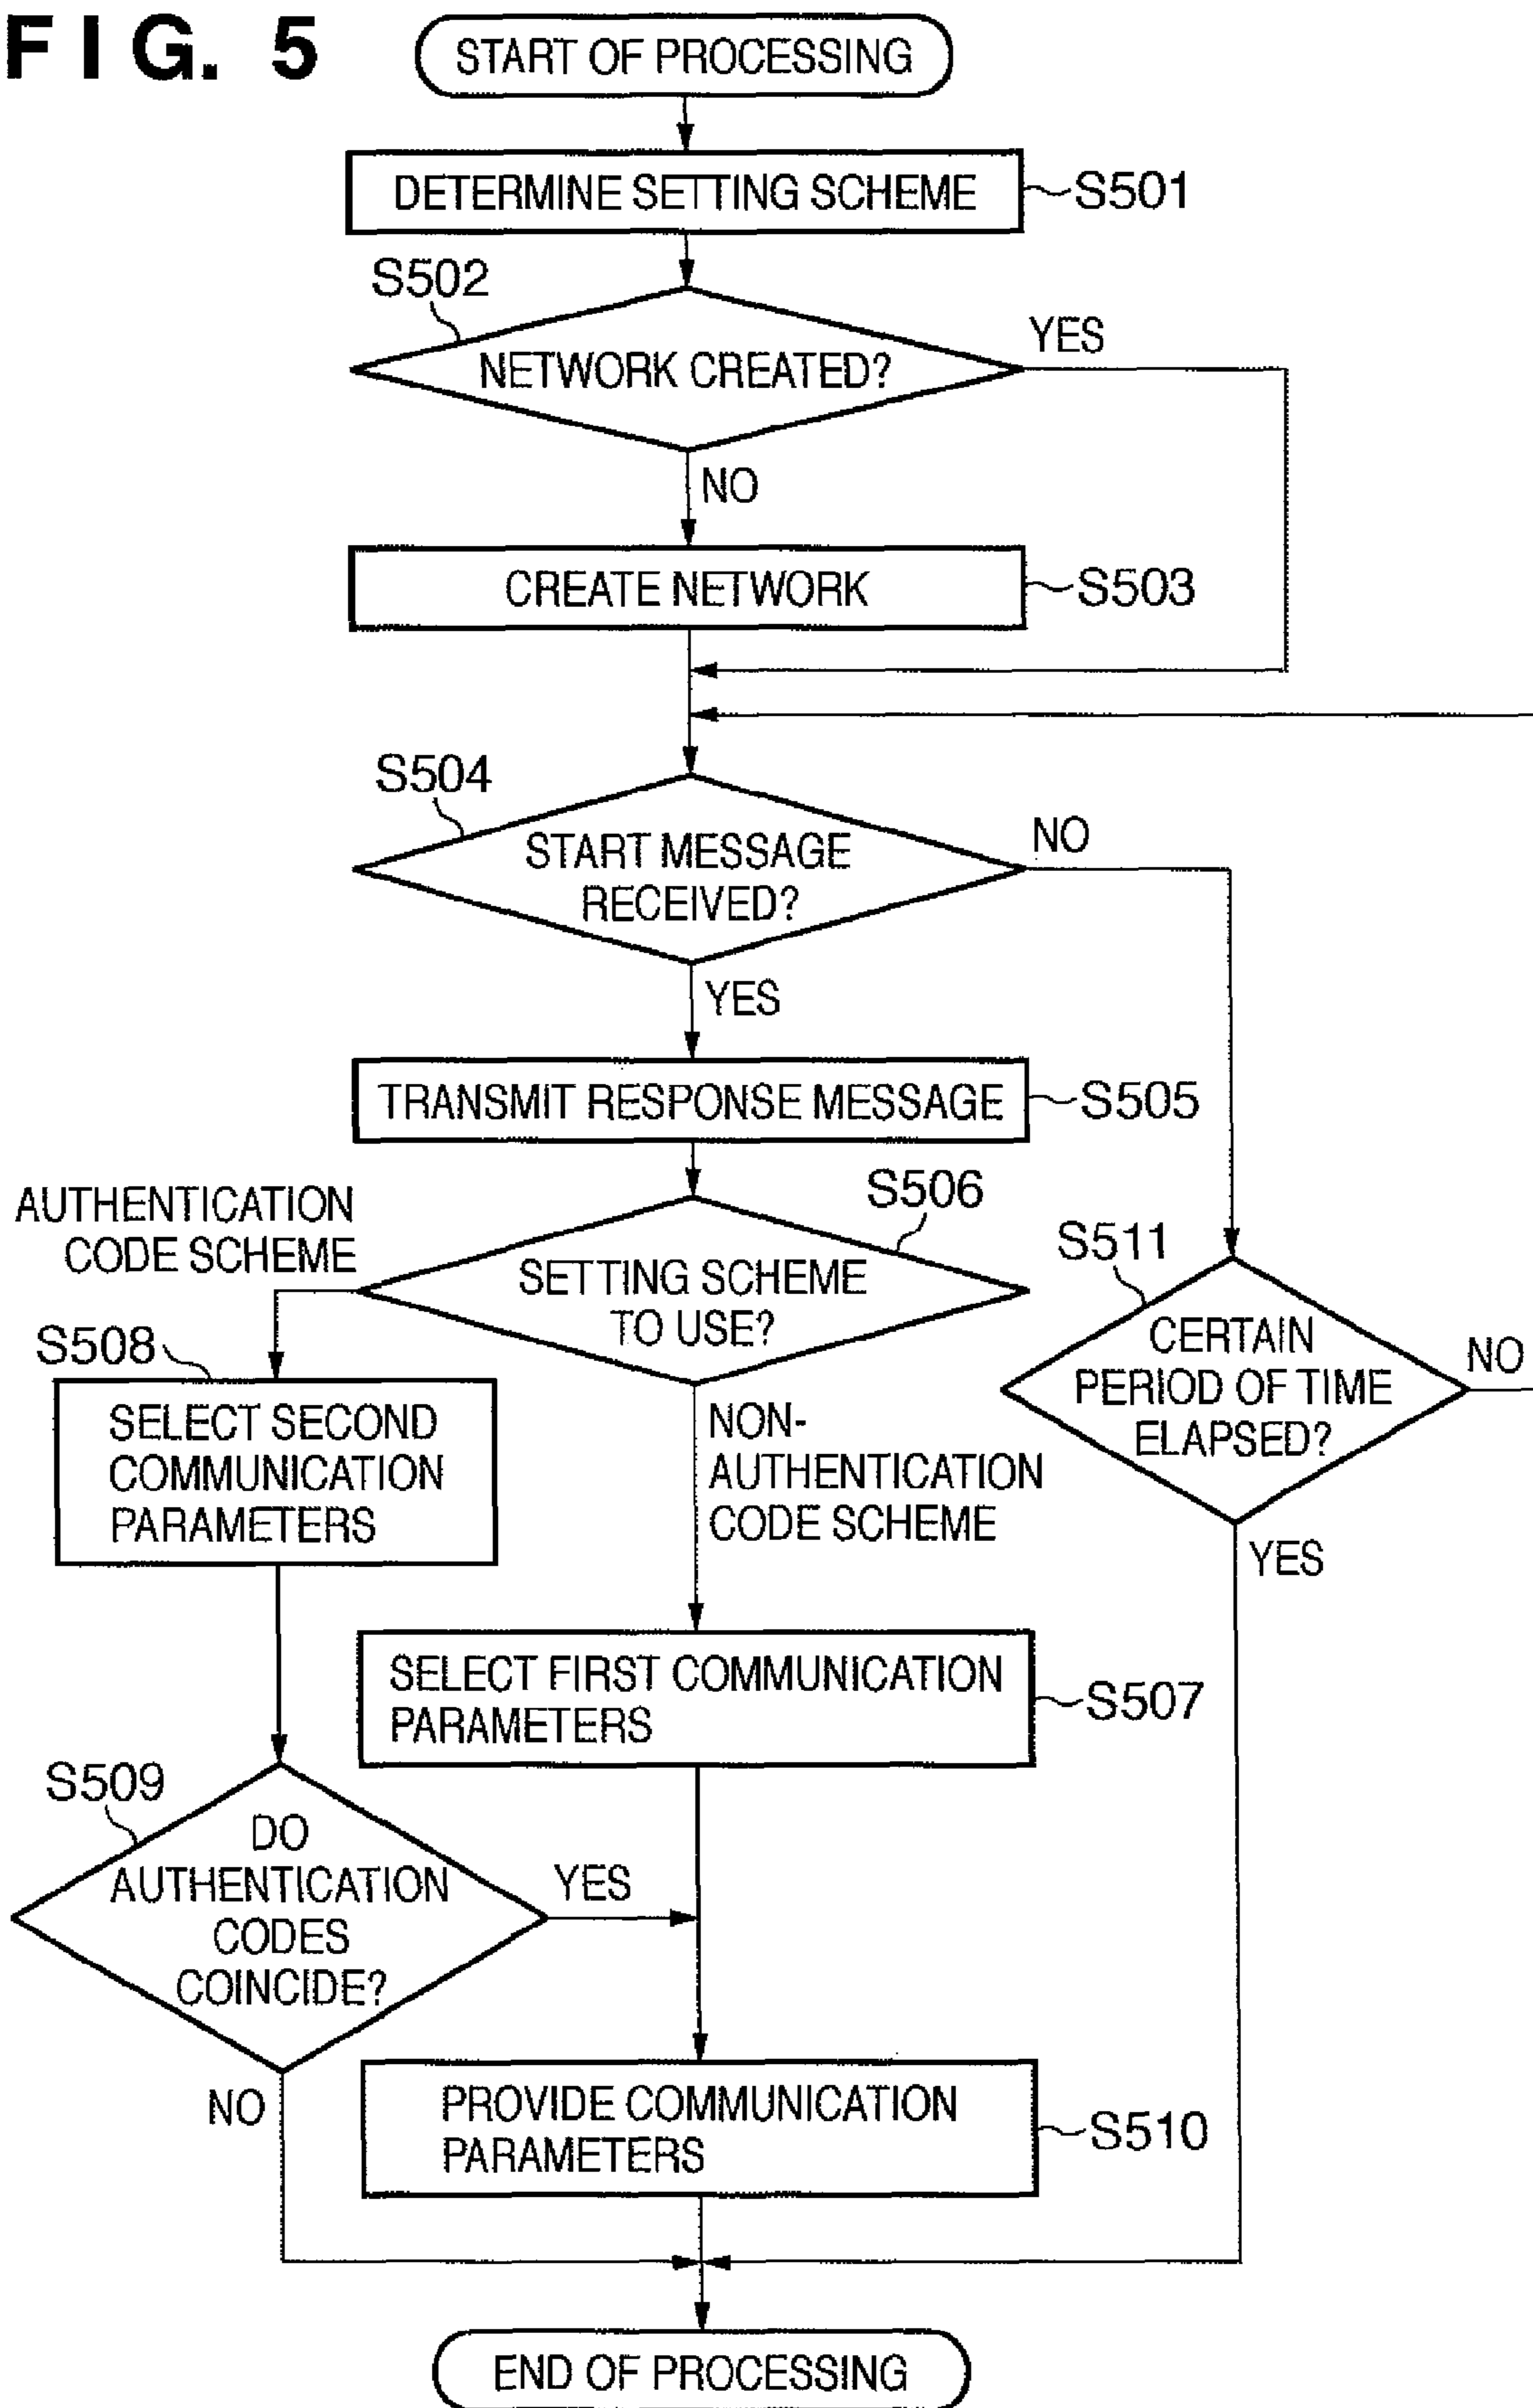 FIG. 5
START OF PROCESSING
DETERMINE SETTING SCHEME
S501
S502
NETWORK CREATED?
YES
NO
CREATE NETWORK
S503
S504
START MESSAGE
RECEIVED?
NO
YES
TRANSMIT RESPONSE MESSAGE
S505
AUTHENTICATION
CODE SCHEME
S506
SETTING SCHEME
TO USE?
S511
CERTAIN
PERIOD OF TIME
ELAPSED?
NO
YES
S508
SELECT SECOND
COMMUNICATION
PARAMETERS
NON-
AUTHENTICATION
CODE SCHEME
SELECT FIRST COMMUNICATION
PARAMETERS
S507
S509
DO
AUTHENTICATION
CODES
COINCIDE?
YES
NO
PROVIDE COMMUNICATION
PARAMETERS
S510
END OF PROCESSING